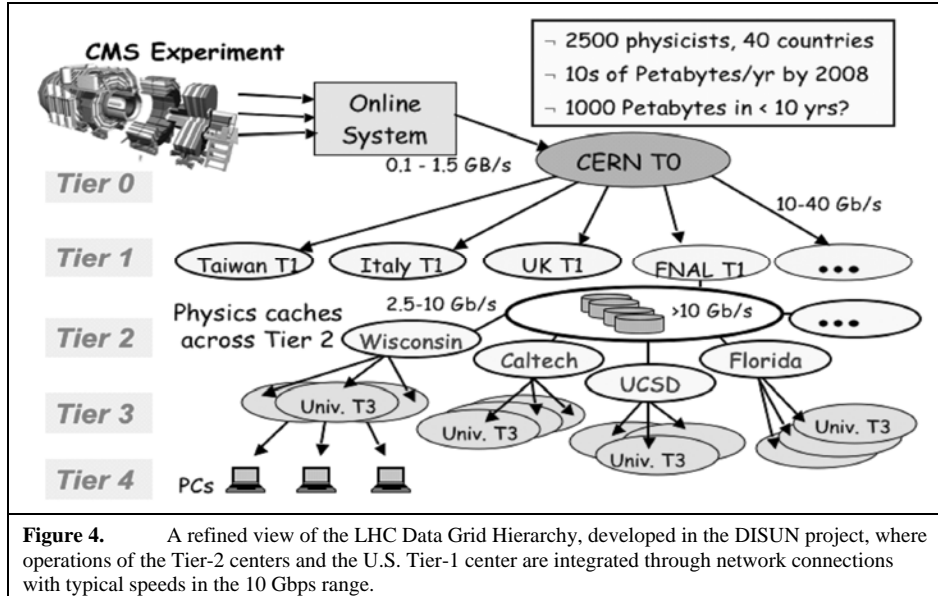 CMS Experiment
¬ 2500 physicists, 40 countries
¬ 10s of Petabytes/yr by 2008
¬ 1000 Petabytes in < 10 yrs?
Online
System
CERN T0
0.1 - 1.5 GB/s
Tier 0
10-40 Gb/s
Tier 1
Taiwan T1
Italy T1
UK T1
FNAL T1
•••
Physics caches
across Tier 2
2.5-10 Gb/s
>10 Gb/s
•••
Tier 2
Wisconsin
Caltech
UCSD
Florida
Tier 3
Univ. T3
Univ. T3
Univ. T3
Univ. T3
Tier 4
PCs
Figure 4. A refined view of the LHC Data Grid Hierarchy, developed in the DISUN project, where
operations of the Tier-2 centers and the U.S. Tier-1 center are integrated through network connections
with typical speeds in the 10 Gbps range.